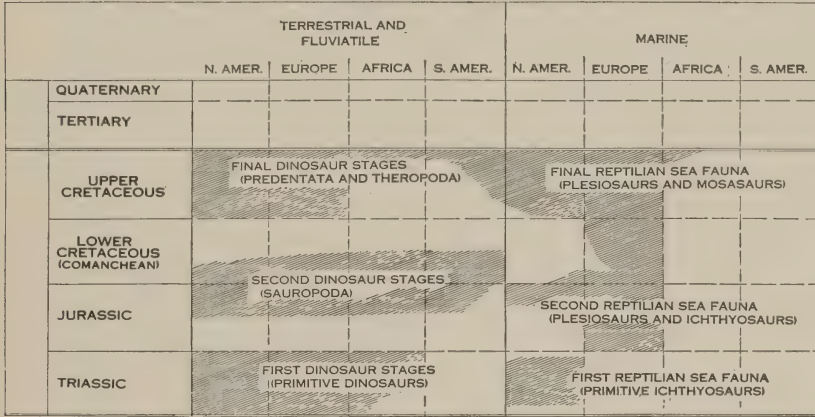 TERRESTRIAL AND
FLUVIATILE
MARINE
N. AMER. EUROPE AFRICA S. AMER. N. AMER. EUROPE AFRICA S. AMER.
QUATERNARY
TERTIARY
UPPER
CRETACEOUS
FINAL DINOSAUR STAGES
(PREDENTATA AND THEROPODA)
FINAL REPTILIAN SEA FAUNA
(PLESIOSAURS AND MOSASAURS)
LOWER
CRETACEOUS
(COMANCHEAN)
SECOND DINOSAUR STAGES
(SAUROPODA)
JURASSIC
SECOND REPTILIAN SEA FAUNA
(PLESIOSAURS AND ICHTHYOSAURS)
TRIASSIC
FIRST DINOSAUR STAGES
(PRIMITIVE DINOSAURS)
FIRST REPTILIAN SEA FAUNA
(PRIMITIVE ICHTHYOSAURS)